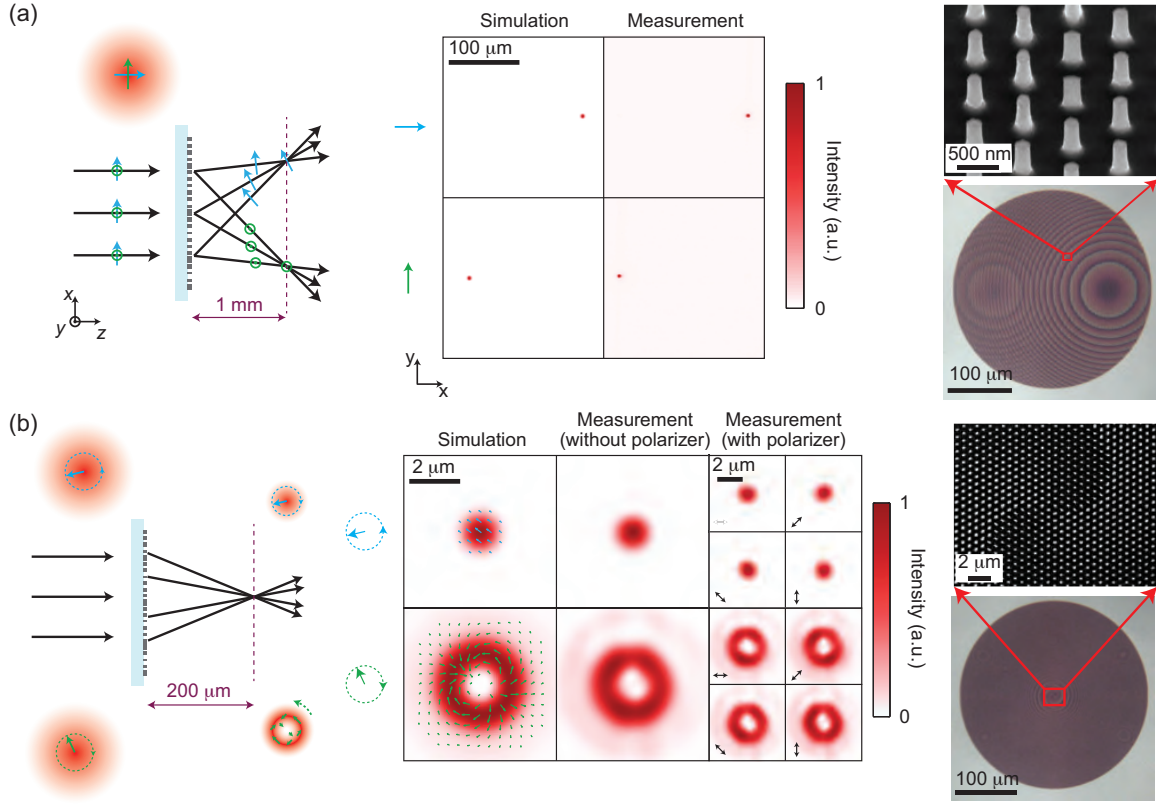 (a)
Simulation
Measurement
100 μm
1
Intensity (a.u.)
0
500 nm
100 μm
x
y
z
1 mm
y
x
(b)
Simulation
Measurement
(without polarizer)
Measurement
(with polarizer)
2 μm
2 μm
1
Intensity (a.u.)
0
2 μm
200 μm
100 μm